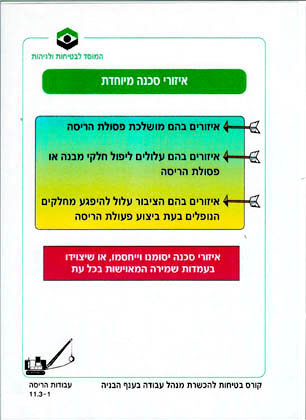 המוסד לבטיחות ולגיהות
איזורי סכנה מיוחדת
איזורים בהם מושלכת פסולת הריסה
איזורים בהם עלולים ליפול חלקי מבנה או
פסולת הריסה
איזורים בהם הציבור עלול להיפגע מחלקים
הנופלים בעת ביצוע פעולת הריסה
איזורי סכנה יסומנו וייחסמו, או שיצוידו
בעמדות שמירה המאוישות בכל עת
קורס בטיחות להכשרת מנהל עבודה בענף הבניה
עבודות הריסה
11.3-1